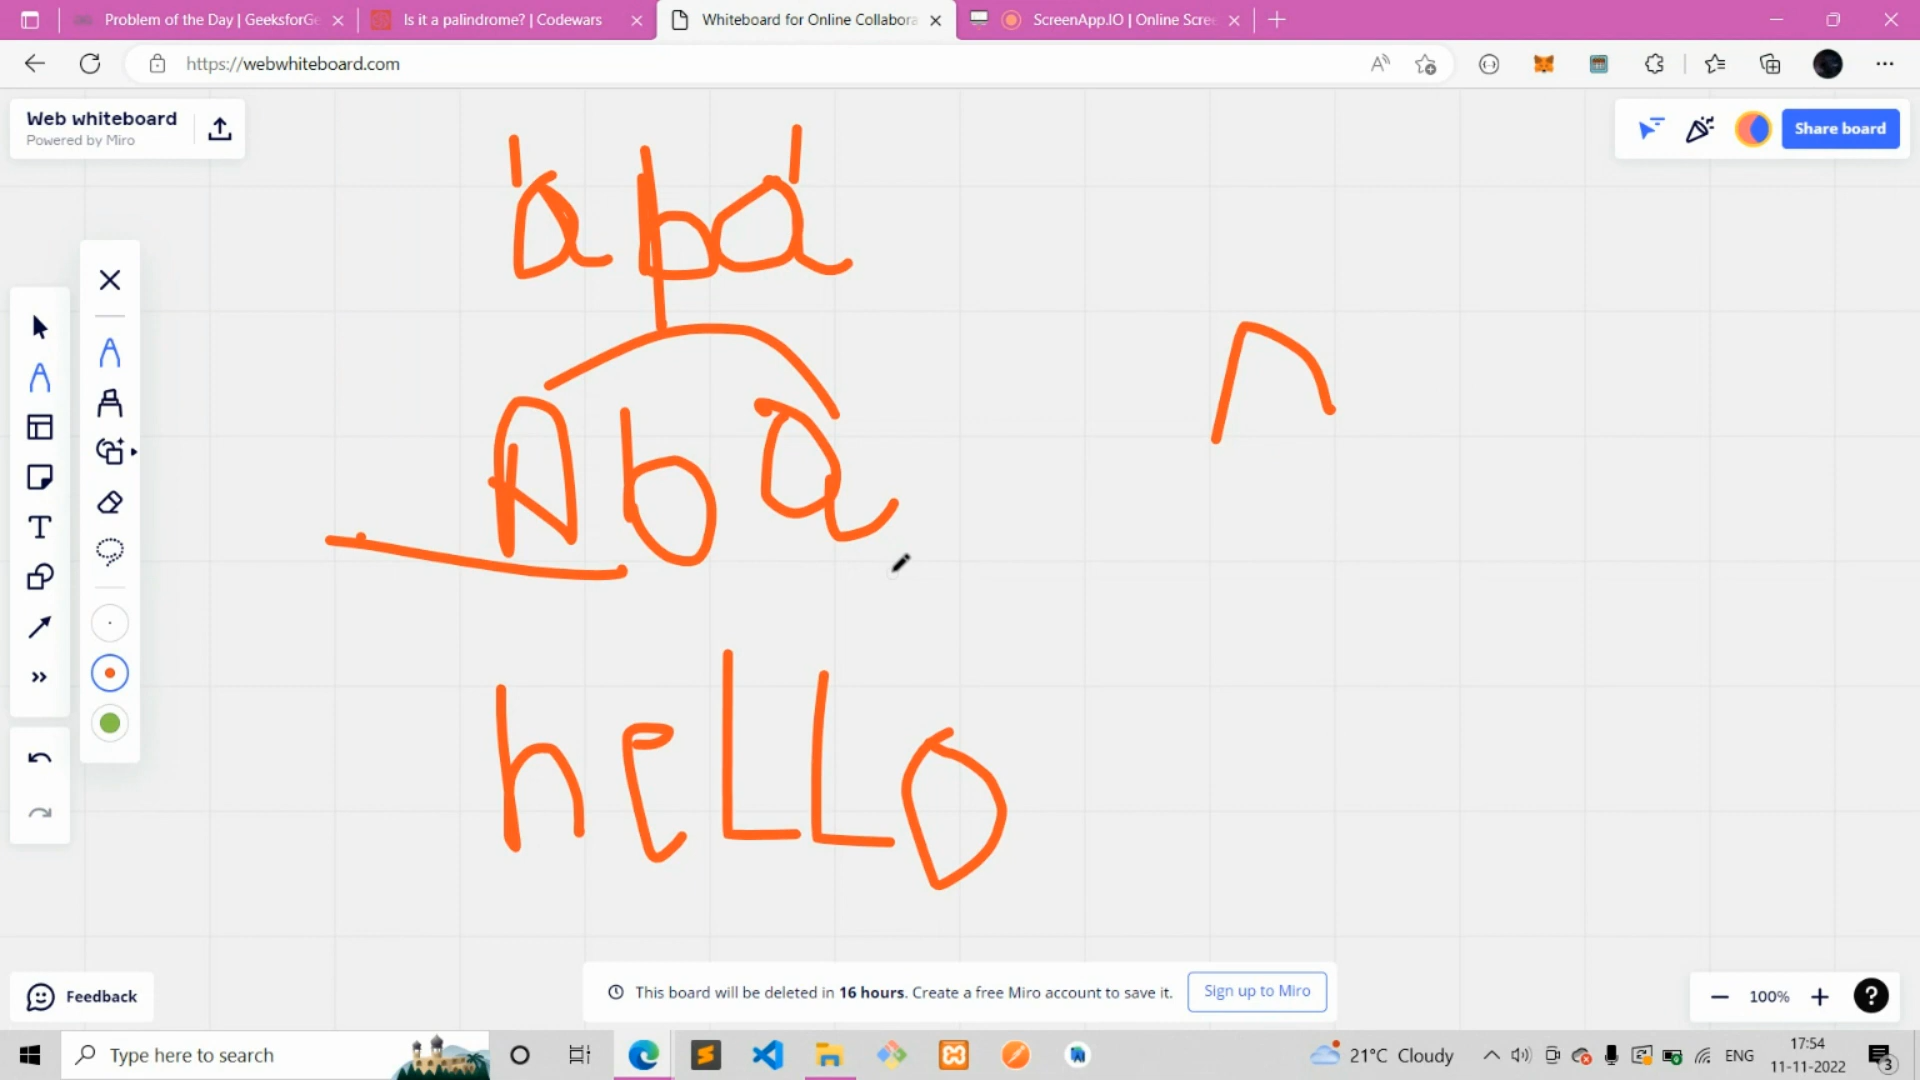 Problem of the Day | GeeksforGe
Is it a palindrome? | Codewars
Whiteboard for Online Collabora
ScreenApp.IO | Online Scree
https://webwhiteboard.com
Web whiteboard
Powered by Miro
Share board
aba
Aba
hello
Feedback
This board will be deleted in 16 hours. Create a free Miro account to save it.
Sign up to Miro
100%
Type here to search
21°C Cloudy
ENG
17:54
11-11-2022
3